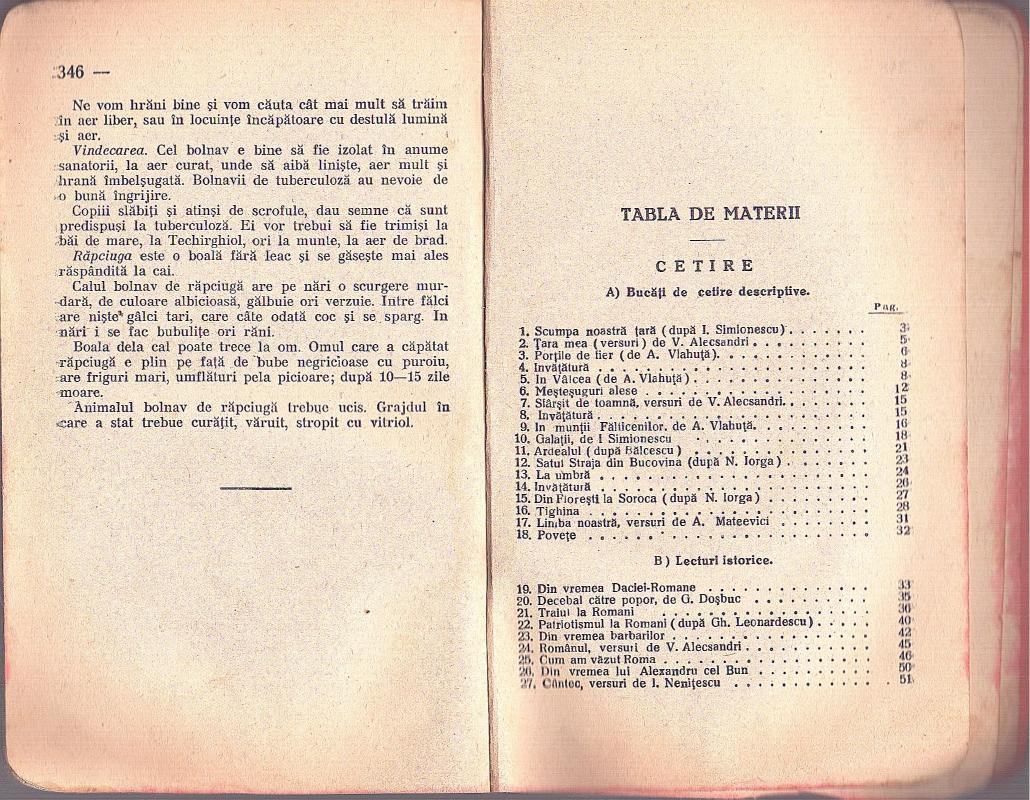 346 —
Ne vom hrăni bine și vom căuta cât mai mult să trăim
în aer liber, sau în locuințe încăpătoare cu destulă lumină
și aer.
Vindecarea. Cel bolnav e bine să fie izolat în anume
sanatorii, la aer curat, unde să aibă liniște, aer mult și
hrană îmbelșugată. Bolnavii de tuberculoză au nevoie de
o bună îngrijire.
Copiii slăbiți și atinși de scrofule, dau semne că sunt
predispuși la tuberculoză. Ei vor trebui să fie trimiși la
băi de mare, la Techirghiol, ori la munte, la aer de brad.
Răpciuga este o boală fără leac și se găsește mai ales
răspândită la cai.
Calul bolnav de răpciugă are pe nări o scurgere mur-
dară, de culoare albicioasă, gălbuie ori verzuie. Intre fălci
are niște gâlci tari, care câte odată coc și se sparg. In
nări i se fac bubulițe ori răni.
Boala dela cal poate trece la om. Omul care a căpătat
răpciugă e plin pe față de bube negricioase cu puroiu,
are friguri mari, umflături pela picioare; după 10—15 zile
moare.
Animalul bolnav de răpciugă trebue ucis. Grajdul în
care a stat trebue curățit, văruit, stropit cu vitriol.
TABLA DE MATERII
CETIRE
A) Bucăți de cetire descriptive.
Pag.
1. Scumpa noastră țară (după I. Simionescu) . . . . . . . 3
2. Țara mea (versuri) de V. Alecsandri . . . . . . . . . . 5
3. Porțile de fier (de A. Vlahuță). . . . . . . . . . . . . 6
4. Invățătură . . . . . . . . . . . . . . . . . . . . . . . 8
5. In Vâlcea (de A. Vlahuță) . . . . . . . . . . . . . . . 8
6. Meșteșuguri alese . . . . . . . . . . . . . . . . . . . 12
7. Sfârșit de toamnă, versuri de V. Alecsandri. . . . . . . 15
8. Invățătură . . . . . . . . . . . . . . . . . . . . . . . 15
9. In munții Fălticenilor. de A. Vlahuță. . . . . . . . . . 16
10. Galații, de I Simionescu . . . . . . . . . . . . . . . 18
11. Ardealul (după Bălcescu) . . . . . . . . . . . . . . . 21
12. Satul Straja din Bucovina (după N. Iorga) . . . . . . . 23
13. La umbră . . . . . . . . . . . . . . . . . . . . . . . 24
14. Invățătură . . . . . . . . . . . . . . . . . . . . . . 26
15. Din Florești la Soroca (după N. Iorga) . . . . . . . . 27
16. Tighina . . . . . . . . . . . . . . . . . . . . . . . . 28
17. Limba noastră, versuri de A. Mateevici . . . . . . . . 31
18. Povețe . . . . . . . . . . . . . . . . . . . . . . . . 32
B) Lecturi istorice.
19. Din vremea Daciei-Romane . . . . . . . . . . . . . . . 33
20. Decebal către popor, de G. Doșbuc . . . . . . . . . . . 35
21. Traiul la Romani . . . . . . . . . . . . . . . . . . . 36
22. Patriotismul la Romani (după Gh. Leonardescu) . . . . . 40
23. Din vremea barbarilor . . . . . . . . . . . . . . . . . 42
24. Românul, versuri de V. Alecsandri . . . . . . . . . . . 45
25. Cum am văzut Roma . . . . . . . . . . . . . . . . . . . 46
26. Din vremea lui Alexandru cel Bun . . . . . . . . . . . 50
27. Cântec, versuri de I. Nenițescu . . . . . . . . . . . . 51